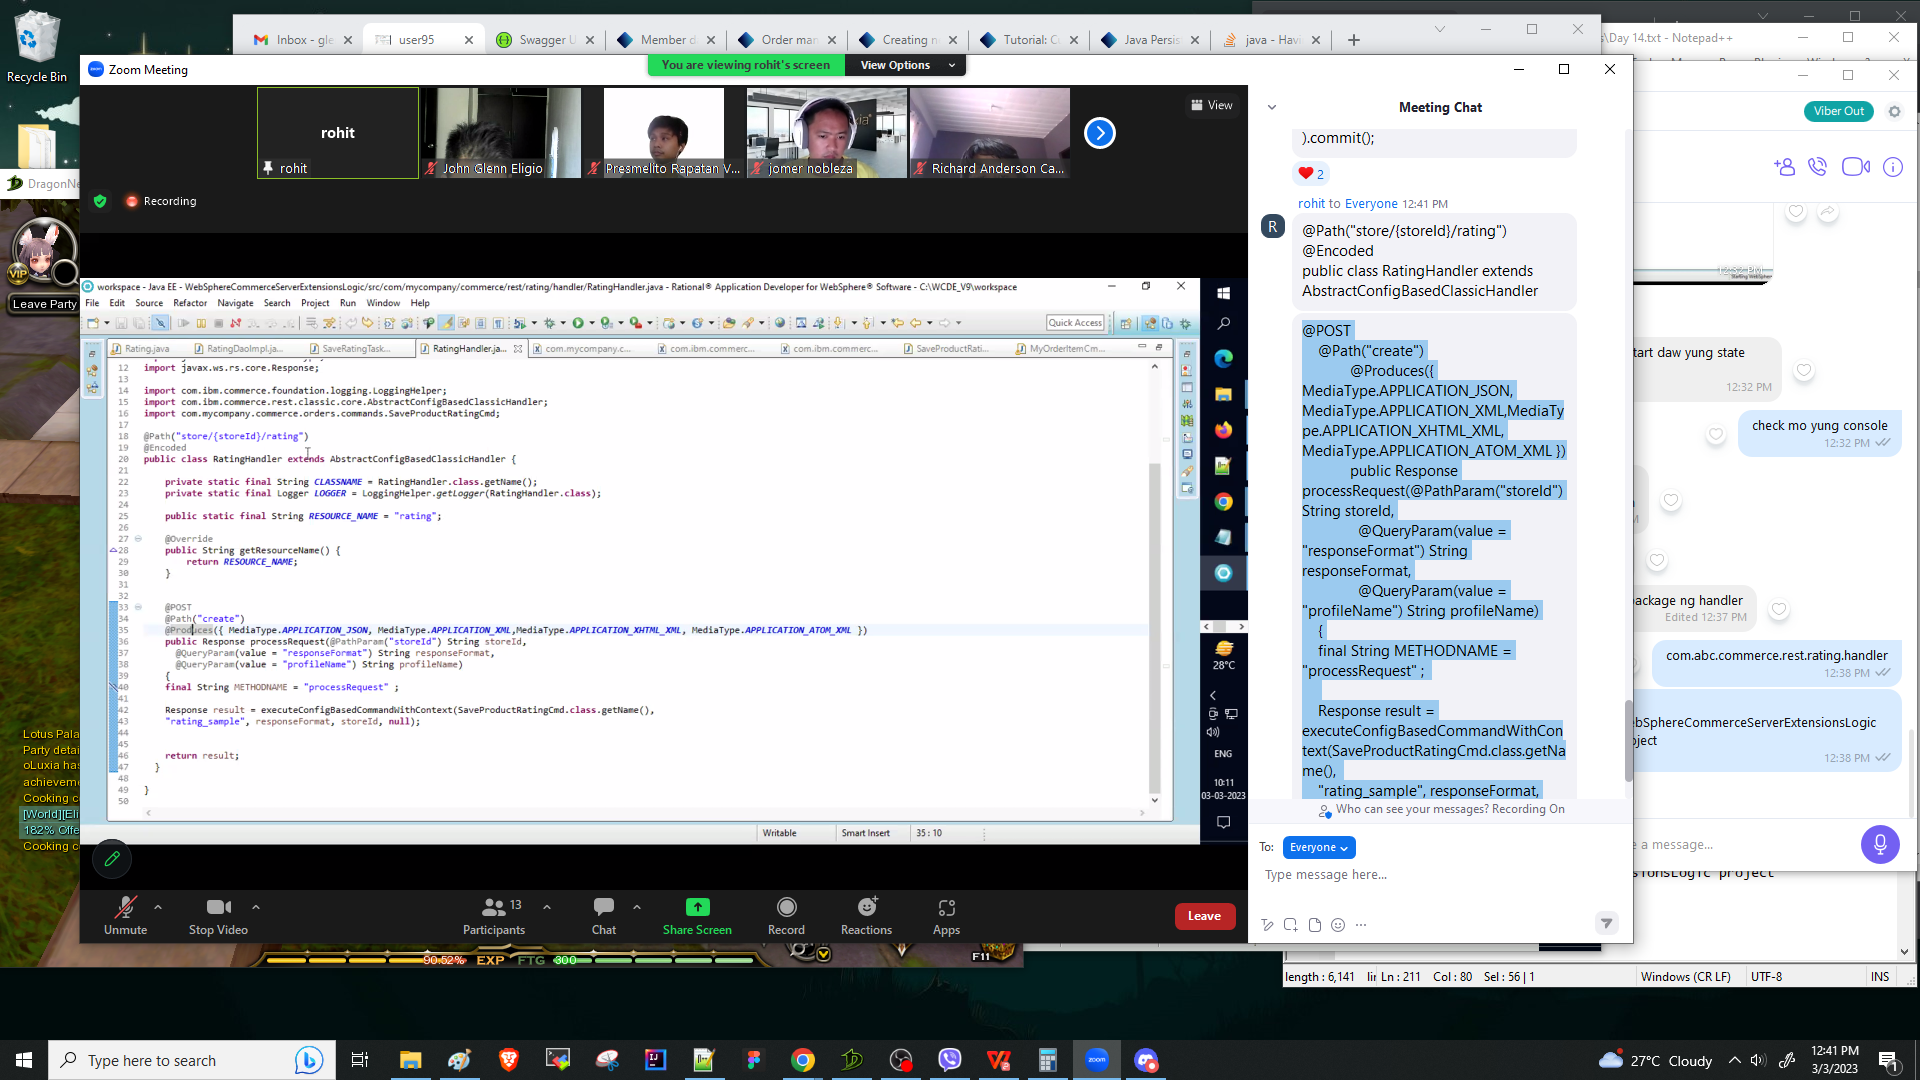 Recycle Bin
Inbox - gle
user95
Swagger U
Member d
Order man
Creating n
Tutorial: C
Java Persis
java - Havi
s\Day 14.txt - Notepad++
Zoom Meeting
You are viewing rohit's screen
View Options
View
rohit
rohit
John Glenn Eligio
Presmelito Rapatan V...
jomer nobleza
Richard Anderson Ca...
Recording
DragonNe
VIP
Leave Party
workspace - Java EE - WebSphereCommerceServerExtensionsLogic/src/com/mycompany/commerce/rest/rating/handler/RatingHandler.java - Rational® Application Developer for WebSphere® Software - C:\WCDE_V9\workspace
File Edit Source Refactor Navigate Search Project Run Window Help
Quick Access
Rating.java
RatingDaoImpl.ja...
SaveRatingTask...
RatingHandler.ja...
com.mycompany.c...
com.ibm.commerc...
com.ibm.commerc...
SaveProductRati...
MyOrderItemCm...
12 import javax.ws.rs.core.Response;
13
14 import com.ibm.commerce.foundation.logging.LoggingHelper;
15 import com.ibm.commerce.rest.classic.core.AbstractConfigBasedClassicHandler;
16 import com.mycompany.commerce.orders.commands.SaveProductRatingCmd;
17
18 @Path("store/{storeId}/rating")
19 @Encoded
20 public class RatingHandler extends AbstractConfigBasedClassicHandler {
21
22 private static final String CLASSNAME = RatingHandler.class.getName();
23 private static final Logger LOGGER = LoggingHelper.getLogger(RatingHandler.class);
24
25 public static final String RESOURCE_NAME = "rating";
26
27 @Override
28 public String getResourceName() {
29 return RESOURCE_NAME;
30 }
31
32
33 @POST
34 @Path("create")
35 @Produces({ MediaType.APPLICATION_JSON, MediaType.APPLICATION_XML,MediaType.APPLICATION_XHTML_XML, MediaType.APPLICATION_ATOM_XML })
36 public Response processRequest(@PathParam("storeId") String storeId,
37 @QueryParam(value = "responseFormat") String responseFormat,
38 @QueryParam(value = "profileName") String profileName)
39 {
40 final String METHODNAME = "processRequest" ;
41
42 Response result = executeConfigBasedCommandWithContext(SaveProductRatingCmd.class.getName(),
43 "rating_sample", responseFormat, storeId, null);
44
45
46 return result;
47 }
48
49 }
50
Writable
Smart Insert
35 : 10
28°C
ENG
10:11
03-03-2023
Unmute
Stop Video
13
Participants
Chat
Share Screen
Record
Reactions
Apps
Leave
Meeting Chat
).commit();
2
rohit to Everyone 12:41 PM
R
@Path("store/{storeId}/rating")
@Encoded
public class RatingHandler extends
AbstractConfigBasedClassicHandler
@POST
@Path("create")
@Produces({
MediaType.APPLICATION_JSON,
MediaType.APPLICATION_XML,MediaTy
pe.APPLICATION_XHTML_XML,
MediaType.APPLICATION_ATOM_XML })
public Response
processRequest(@PathParam("storeId")
String storeId,
@QueryParam(value =
"responseFormat") String
responseFormat,
@QueryParam(value =
"profileName") String profileName)
{
final String METHODNAME =
"processRequest" ;
Response result =
executeConfigBasedCommandWithCon
text(SaveProductRatingCmd.class.getNa
me(),
"rating_sample", responseFormat,
Who can see your messages? Recording On
To: Everyone
Type message here...
Viber Out
12:32 PM
tart daw yung state
12:32 PM
check mo yung console
12:32 PM
ackage ng handler
Edited 12:37 PM
com.abc.commerce.rest.rating.handler
12:38 PM
bSphereCommerceServerExtensionsLogic
oject
12:38 PM
e a message...
sionsLogic project
length : 6,141
Ln : 211 Col : 80 Sel : 56 | 1
Windows (CR LF)
UTF-8
INS
Lotus Pala
Party detai
oLuxia has
achieveme
Cooking c
[World][Eli
182% Offe
Cooking c
90.52% EXP FTG 300
F11
Type here to search
27°C Cloudy
12:41 PM
3/3/2023
1